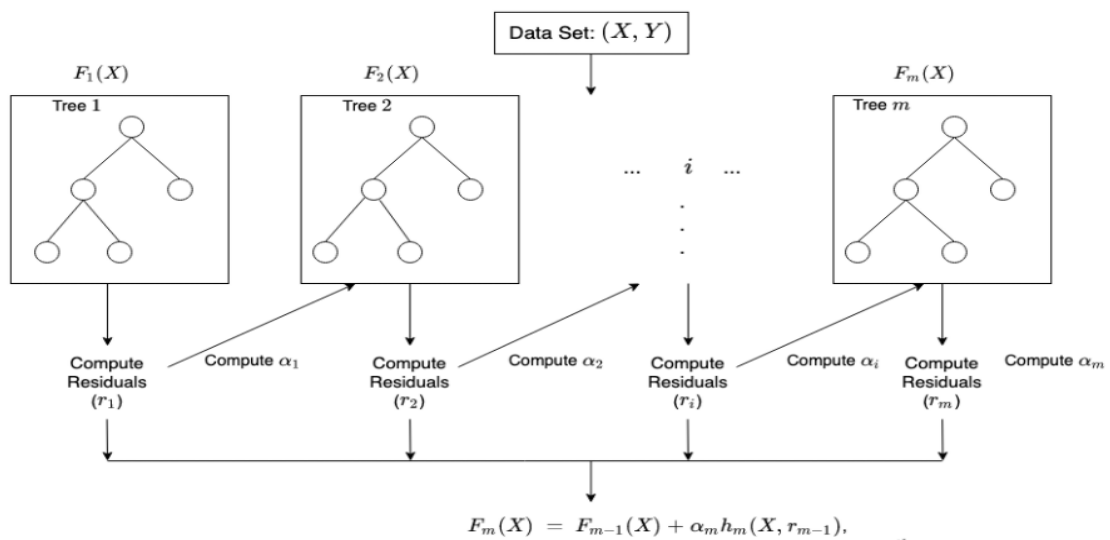 Data Set: (X, Y)
F₁(X)
F₂(X)
Fₘ(X)
Tree 1
Tree 2
Tree m
... i ...
.
.
.
Compute
Residuals
(r₁)
Compute α₁
Compute
Residuals
(r₂)
Compute α₂
Compute
Residuals
(rᵢ)
Compute αᵢ
Compute
Residuals
(rₘ)
Compute αₘ
Fₘ(X) = Fₘ₋₁(X) + αₘhₘ(X, rₘ₋₁),